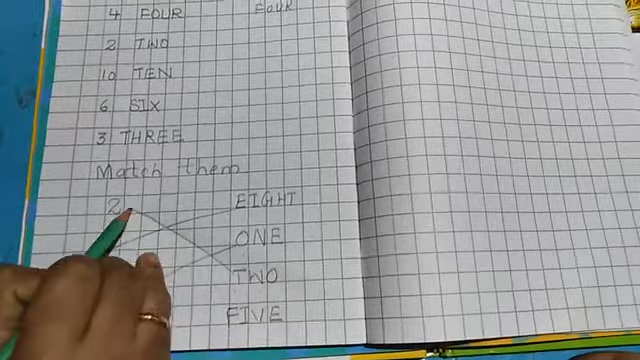 4 FOUR FOUR
2 TWO
10 TEN
6 SIX
3 THREE
Match them
2 EIGHT
ONE
TWO
FIVE